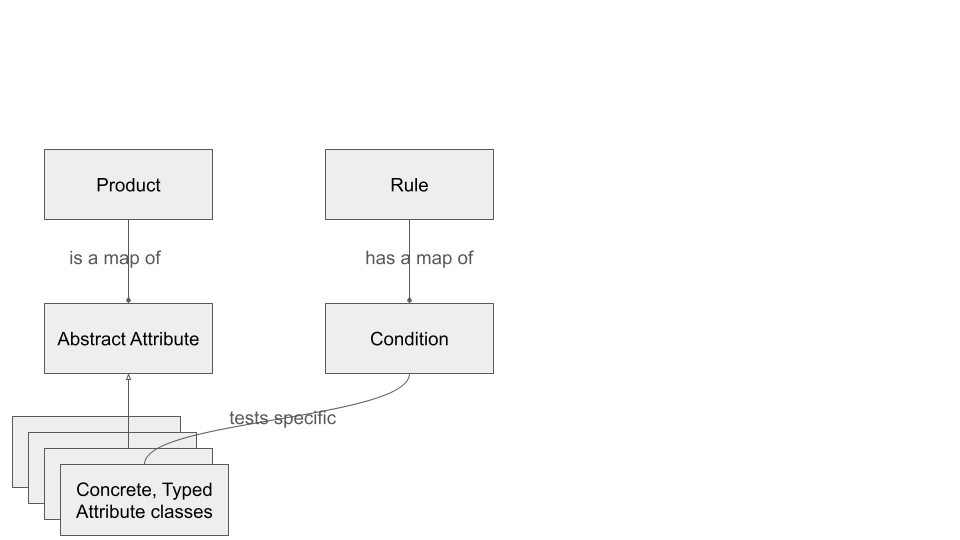 Product
Rule
is a map of
has a map of
Abstract Attribute
Condition
tests specific
Concrete, Typed
Attribute classes